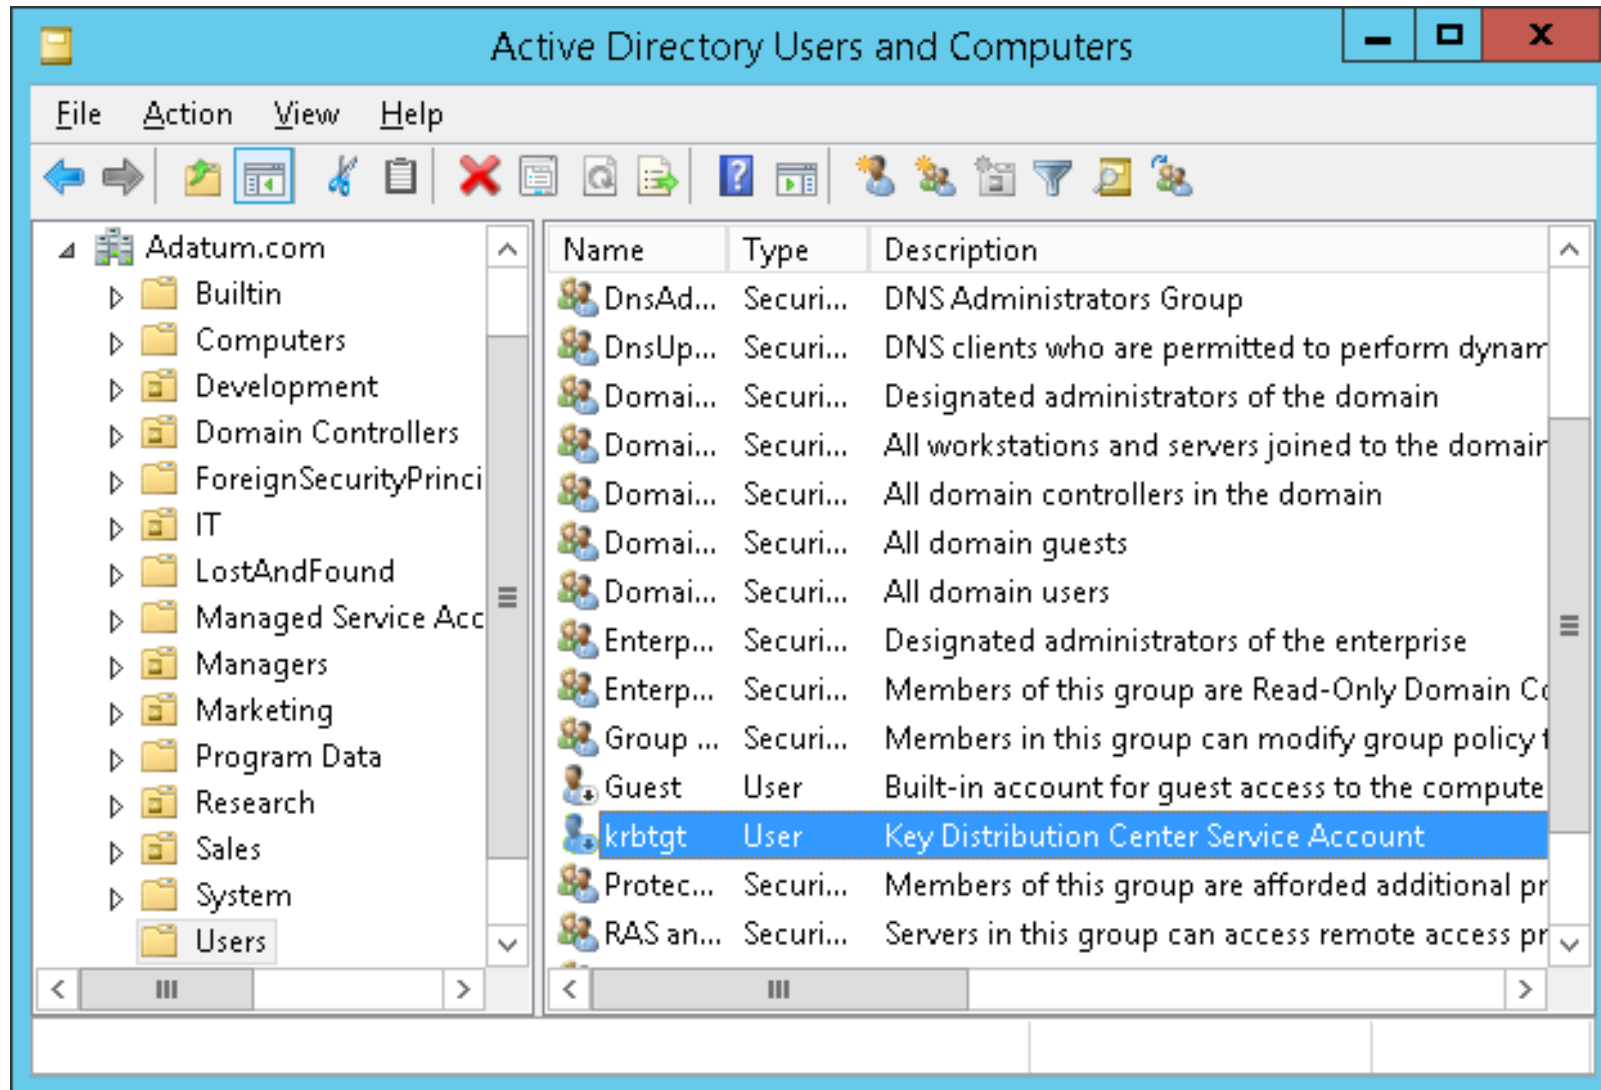 Active Directory Users and Computers
File Action View Help
Adatum.com
Builtin
Computers
Development
Domain Controllers
ForeignSecurityPrinci
IT
LostAndFound
Managed Service Acc
Managers
Marketing
Program Data
Research
Sales
System
Users
Name Type Description
DnsAd... Securi... DNS Administrators Group
DnsUp... Securi... DNS clients who are permitted to perform dynam
Domai... Securi... Designated administrators of the domain
Domai... Securi... All workstations and servers joined to the domain
Domai... Securi... All domain controllers in the domain
Domai... Securi... All domain guests
Domai... Securi... All domain users
Enterp... Securi... Designated administrators of the enterprise
Enterp... Securi... Members of this group are Read-Only Domain Co
Group ... Securi... Members in this group can modify group policy f
Guest User Built-in account for guest access to the compute
krbtgt User Key Distribution Center Service Account
Protec... Securi... Members of this group are afforded additional pr
RAS an... Securi... Servers in this group can access remote access pr